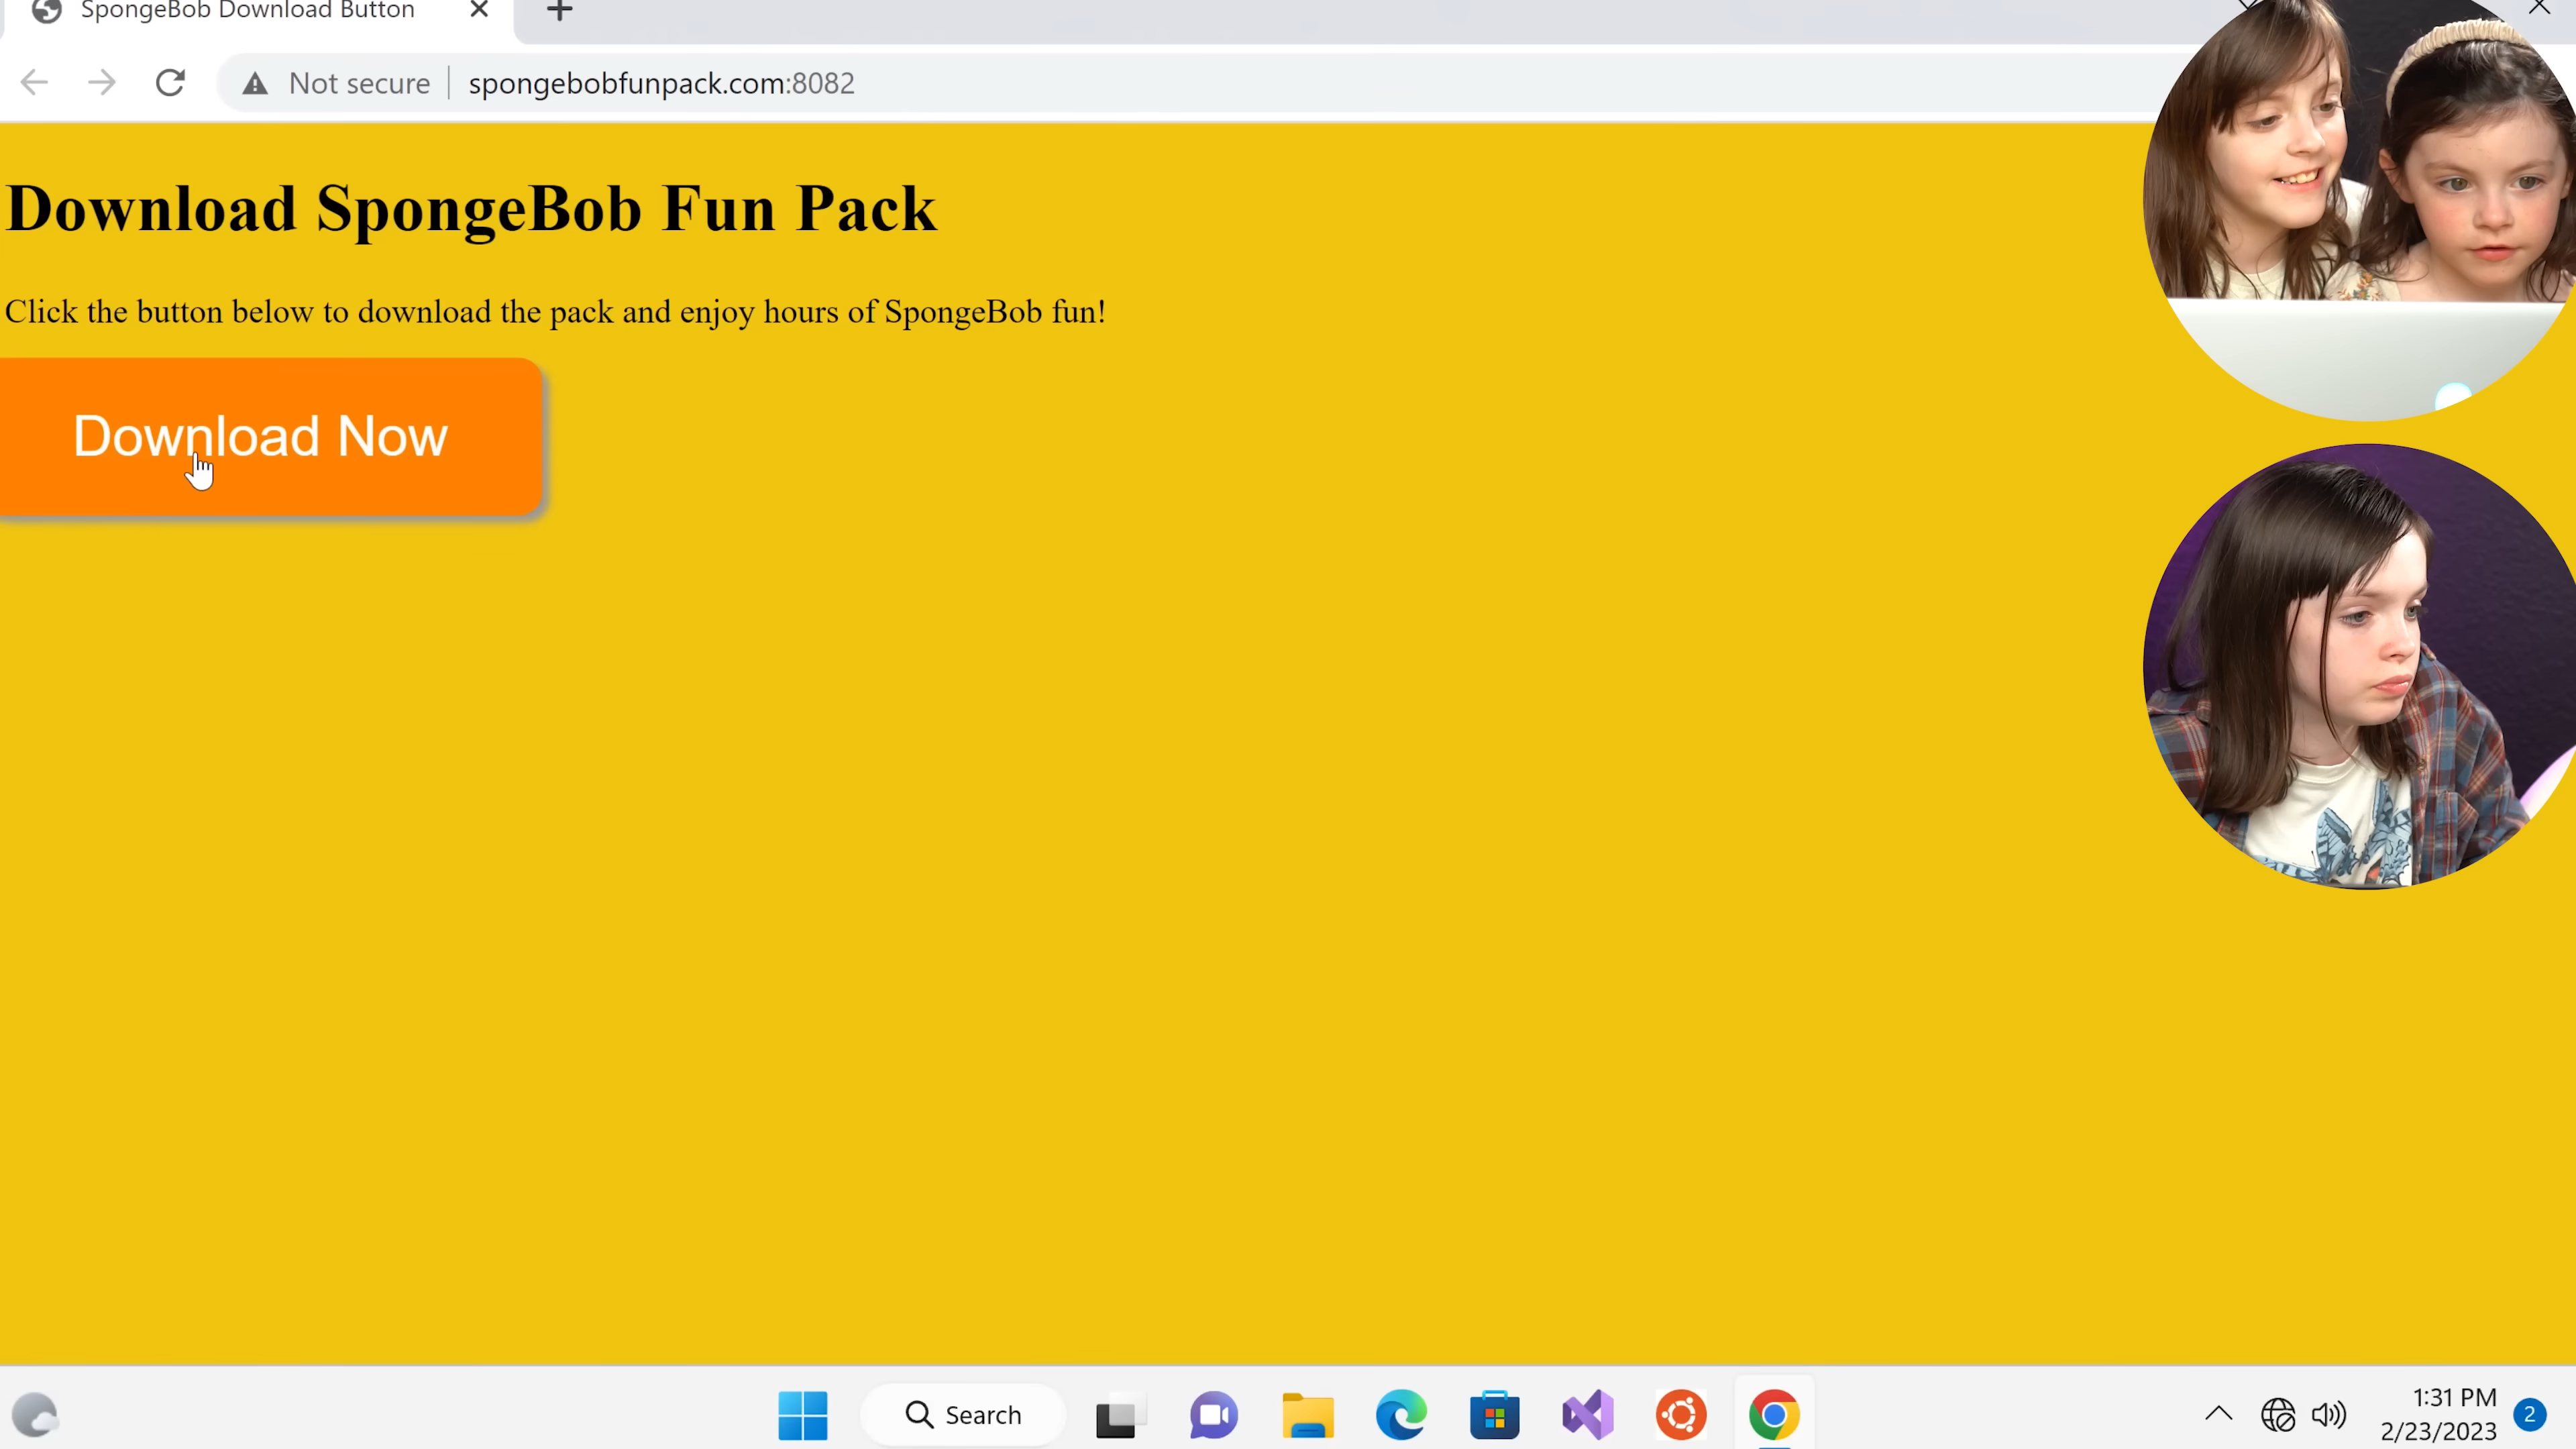 SpongeBob Download Button
Not secure
spongebobfunpack.com:8082
Download SpongeBob Fun Pack
Click the button below to download the pack and enjoy hours of SpongeBob fun!
Download Now
Search
1:31 PM
2/23/2023
2